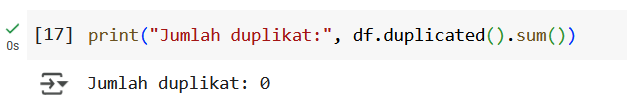 [17] print("Jumlah duplikat:", df.duplicated().sum())
0s
Jumlah duplikat: 0